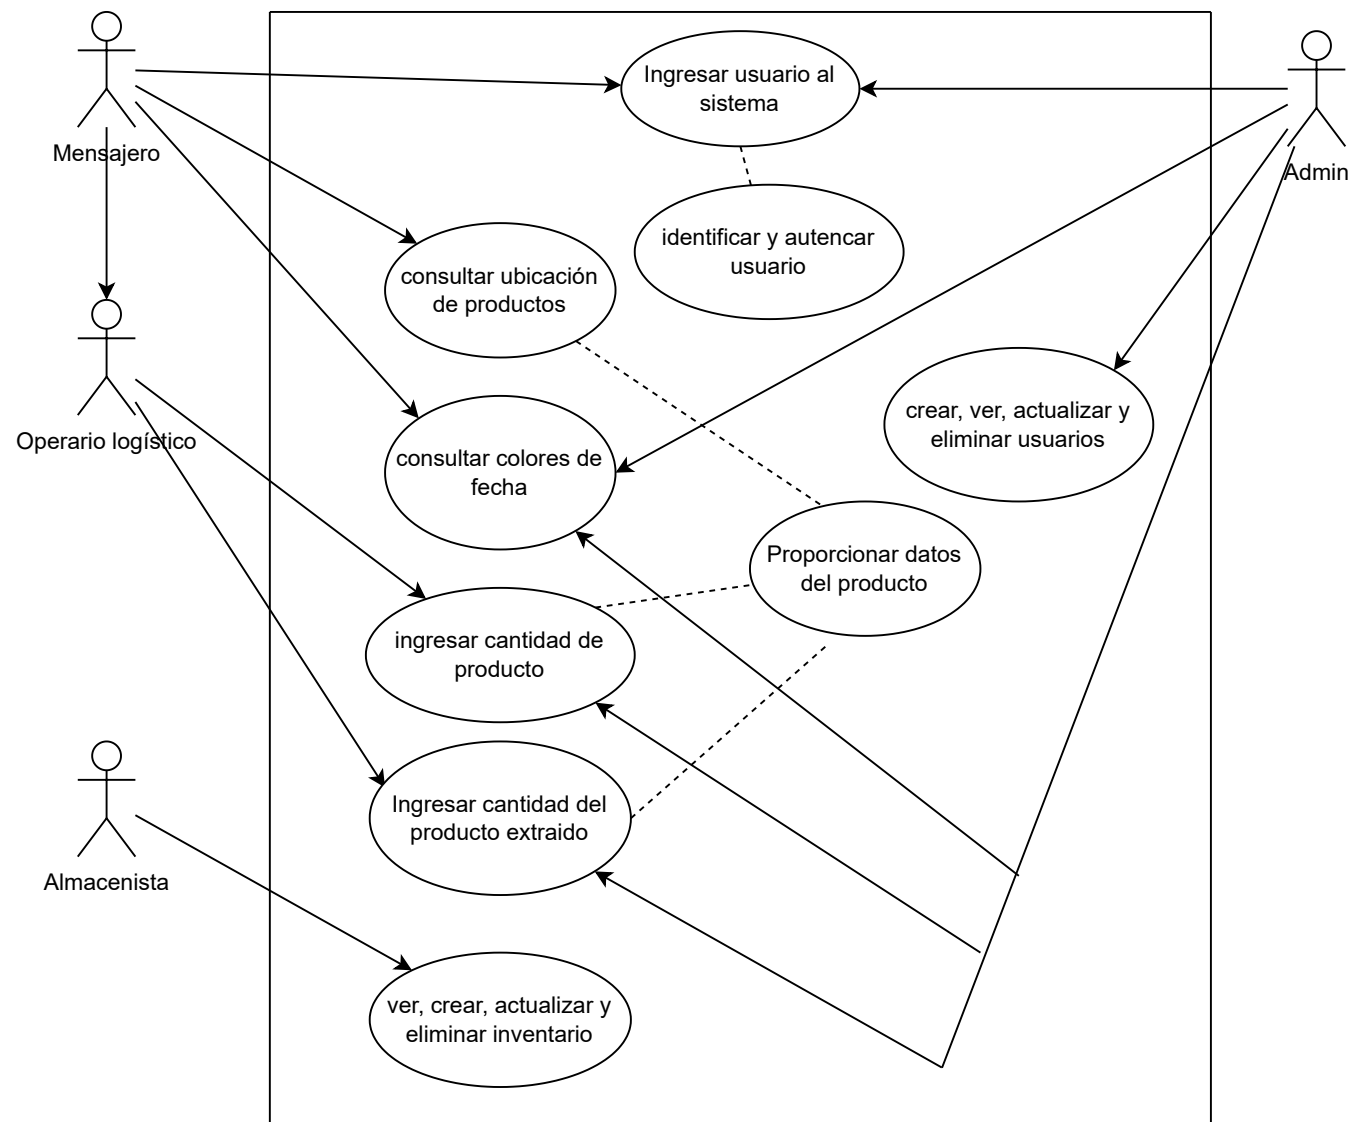 Ingresar usuario al
sistema
Mensajero
Admin
identificar y autencar
usuario
consultar ubicación
de productos
crear, ver, actualizar y
eliminar usuarios
Operario logístico
consultar colores de
fecha
Proporcionar datos
del producto
ingresar cantidad de
producto
Ingresar cantidad del
producto extraido
Almacenista
ver, crear, actualizar y
eliminar inventario